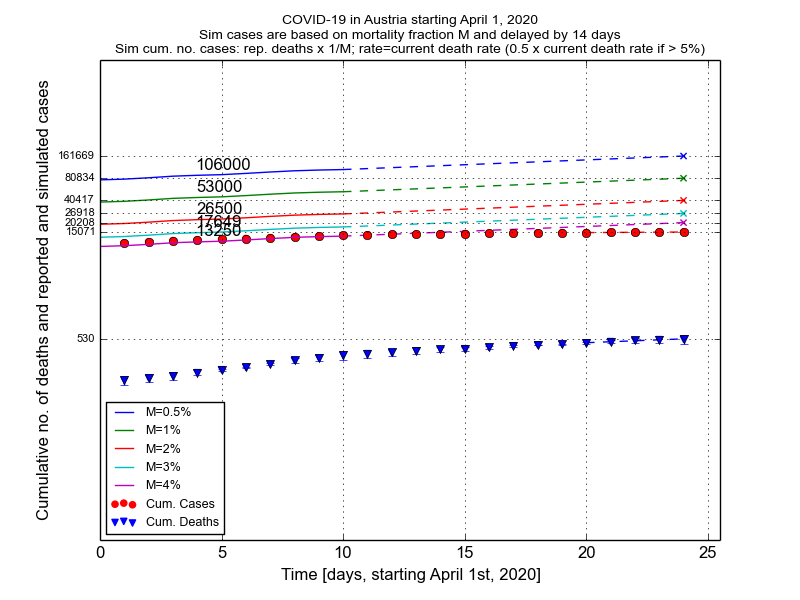 COVID-19 in Austria starting April 1, 2020
Sim cases are based on mortality fraction M and delayed by 14 days
Sim cum. no. cases: rep. deaths x 1/M; rate=current death rate (0.5 x current death rate if > 5%)
Cumulative no. of deaths and reported and simulated cases
161669
80834
40417
26918
20208
15071
530
106000
53000
26500
17649
13250
M=0.5%
M=1%
M=2%
M=3%
M=4%
Cum. Cases
Cum. Deaths
0 5 10 15 20 25
Time [days, starting April 1st, 2020]